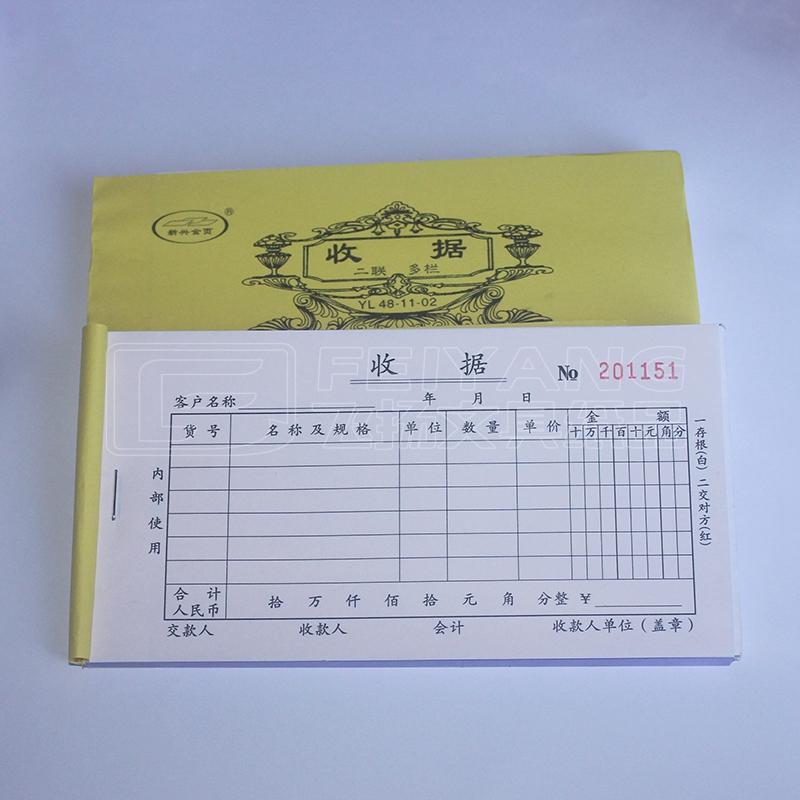 新兴金页 ®
收 据
二联 多栏
YL 48-11-02
FEIYANG
收 据 № 201151
客户名称 年 月 日
货号 名称及规格 单位 数量 单价 金额
十万千百十元角分
内部使用
一存根(白) 二交对方(红)
合计人民币 拾 万 仟 佰 拾 元 角 分整 ¥
交款人 收款人 会计 收款人单位(盖章)